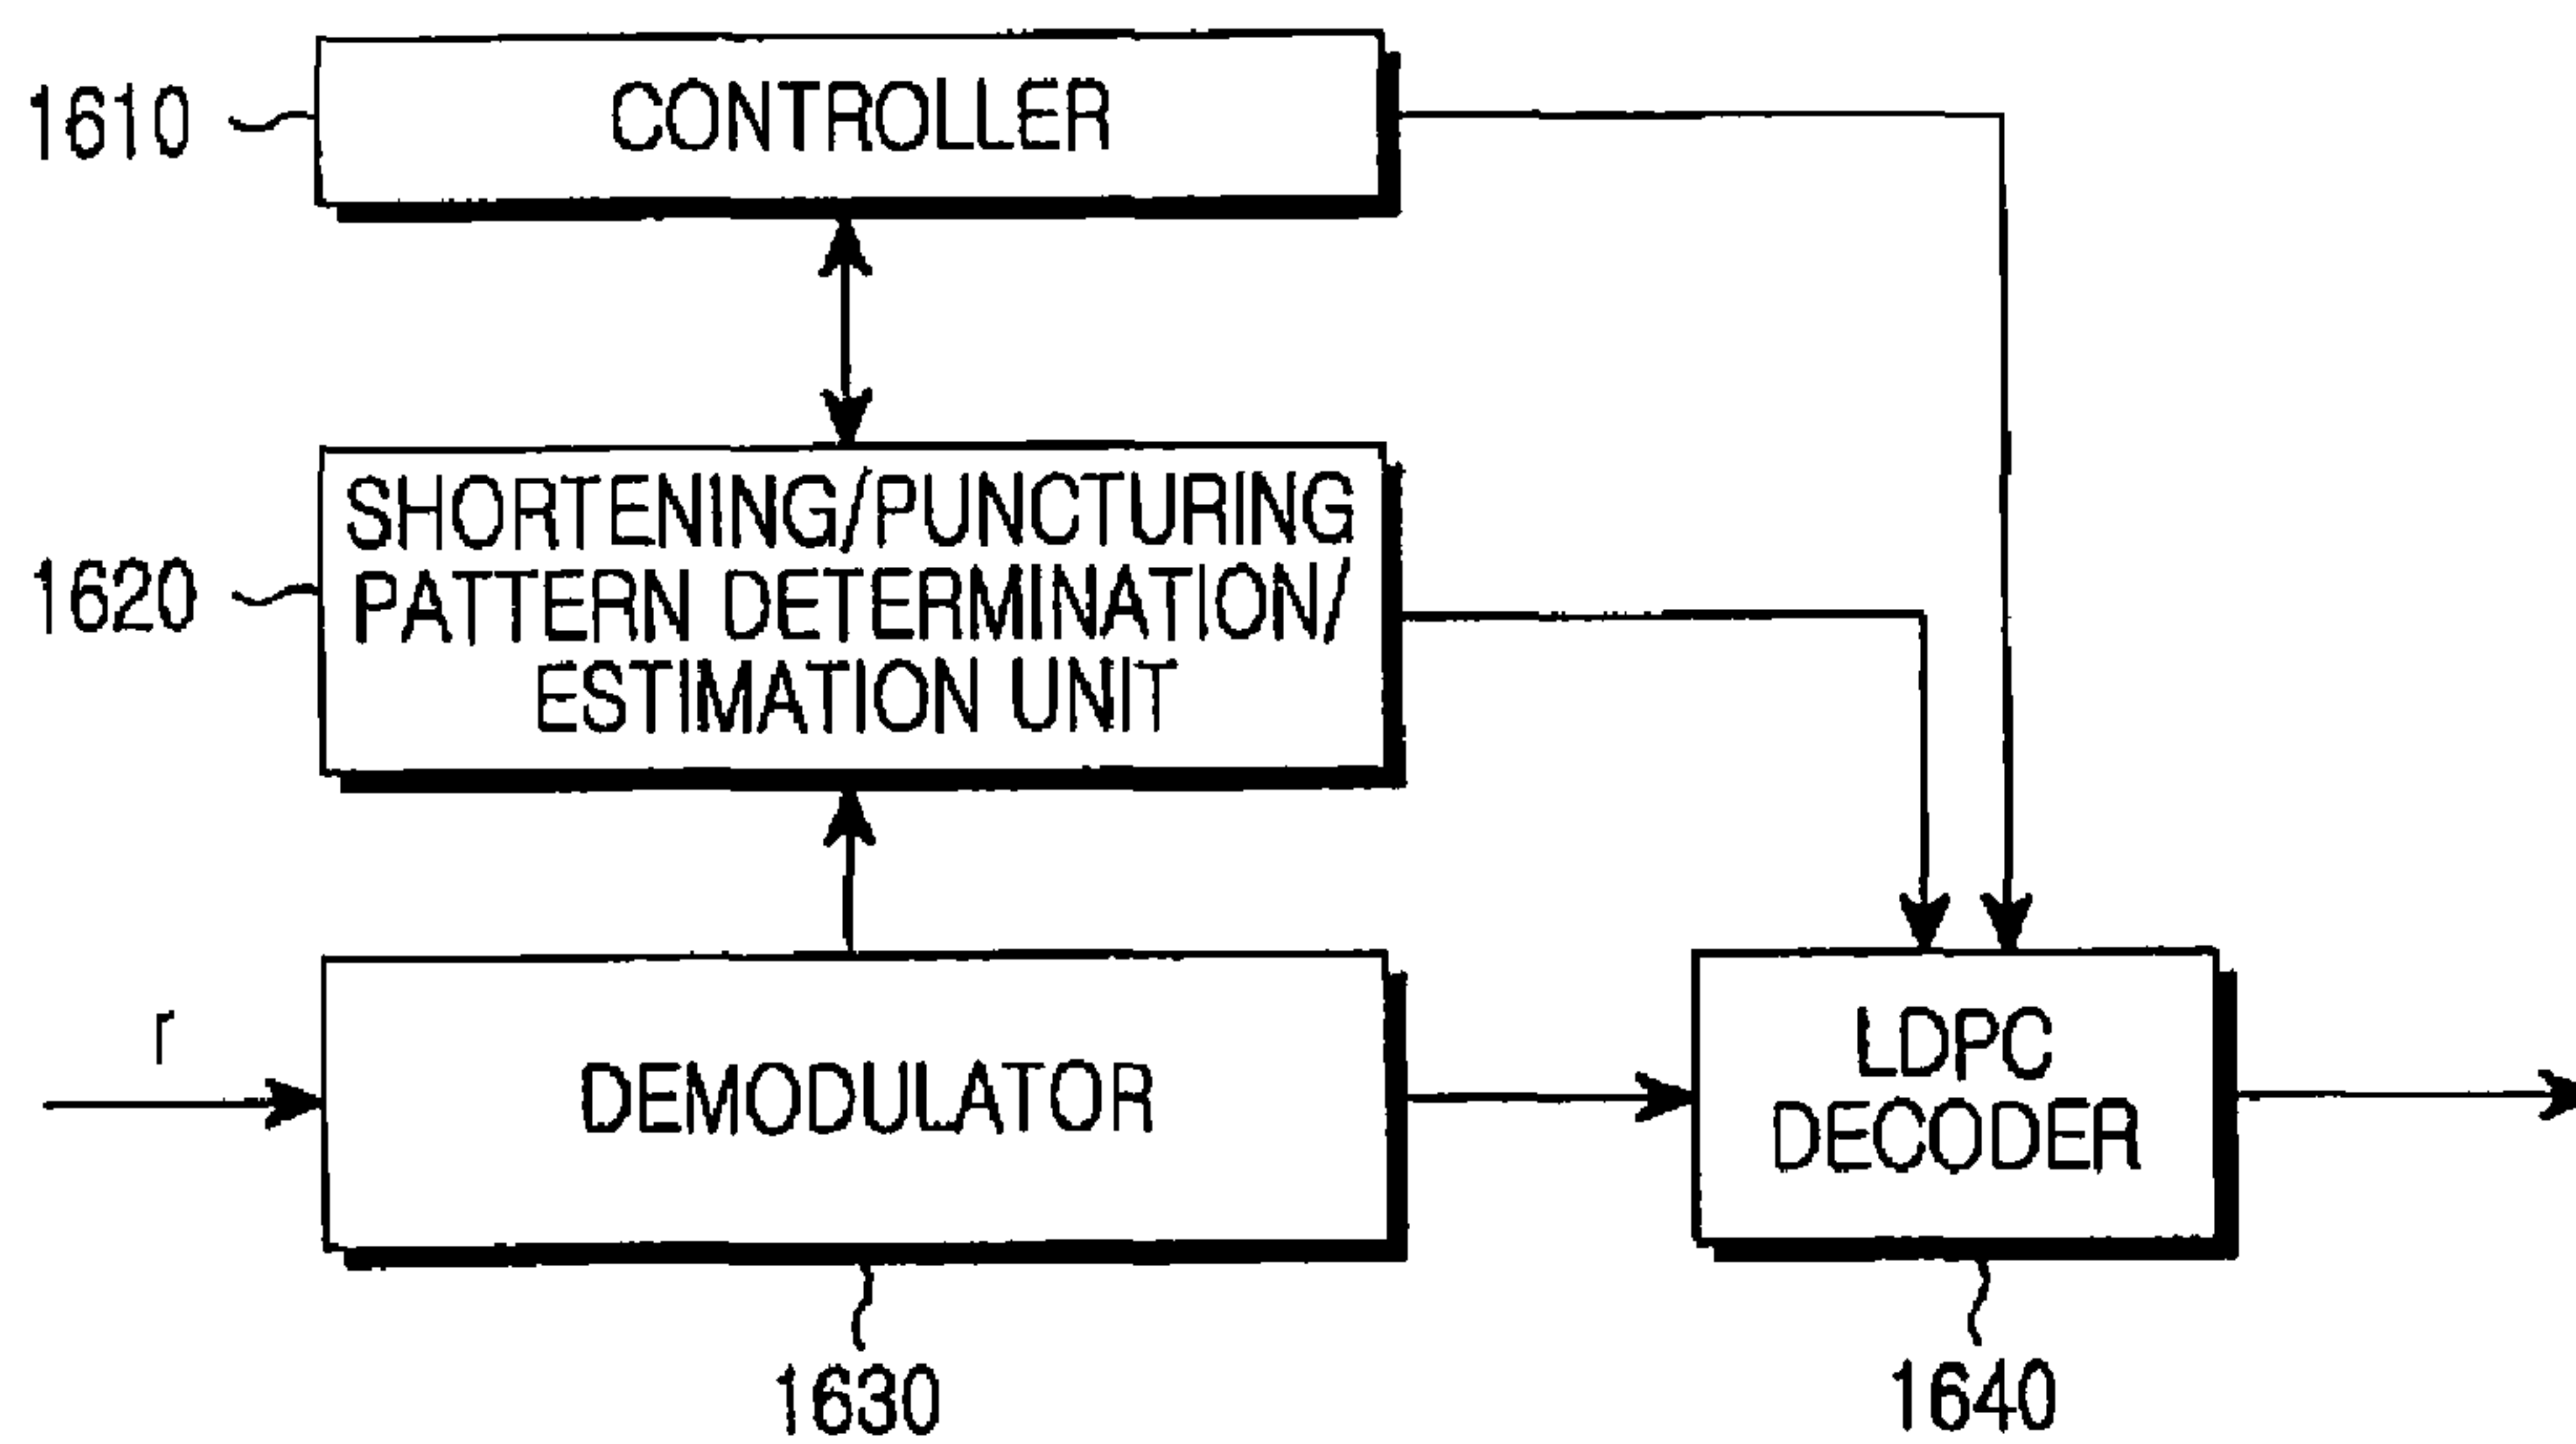 1610
CONTROLLER
1620
SHORTENING/PUNCTURING
PATTERN DETERMINATION/
ESTIMATION UNIT
r
DEMODULATOR
LDPC
DECODER
1630
1640